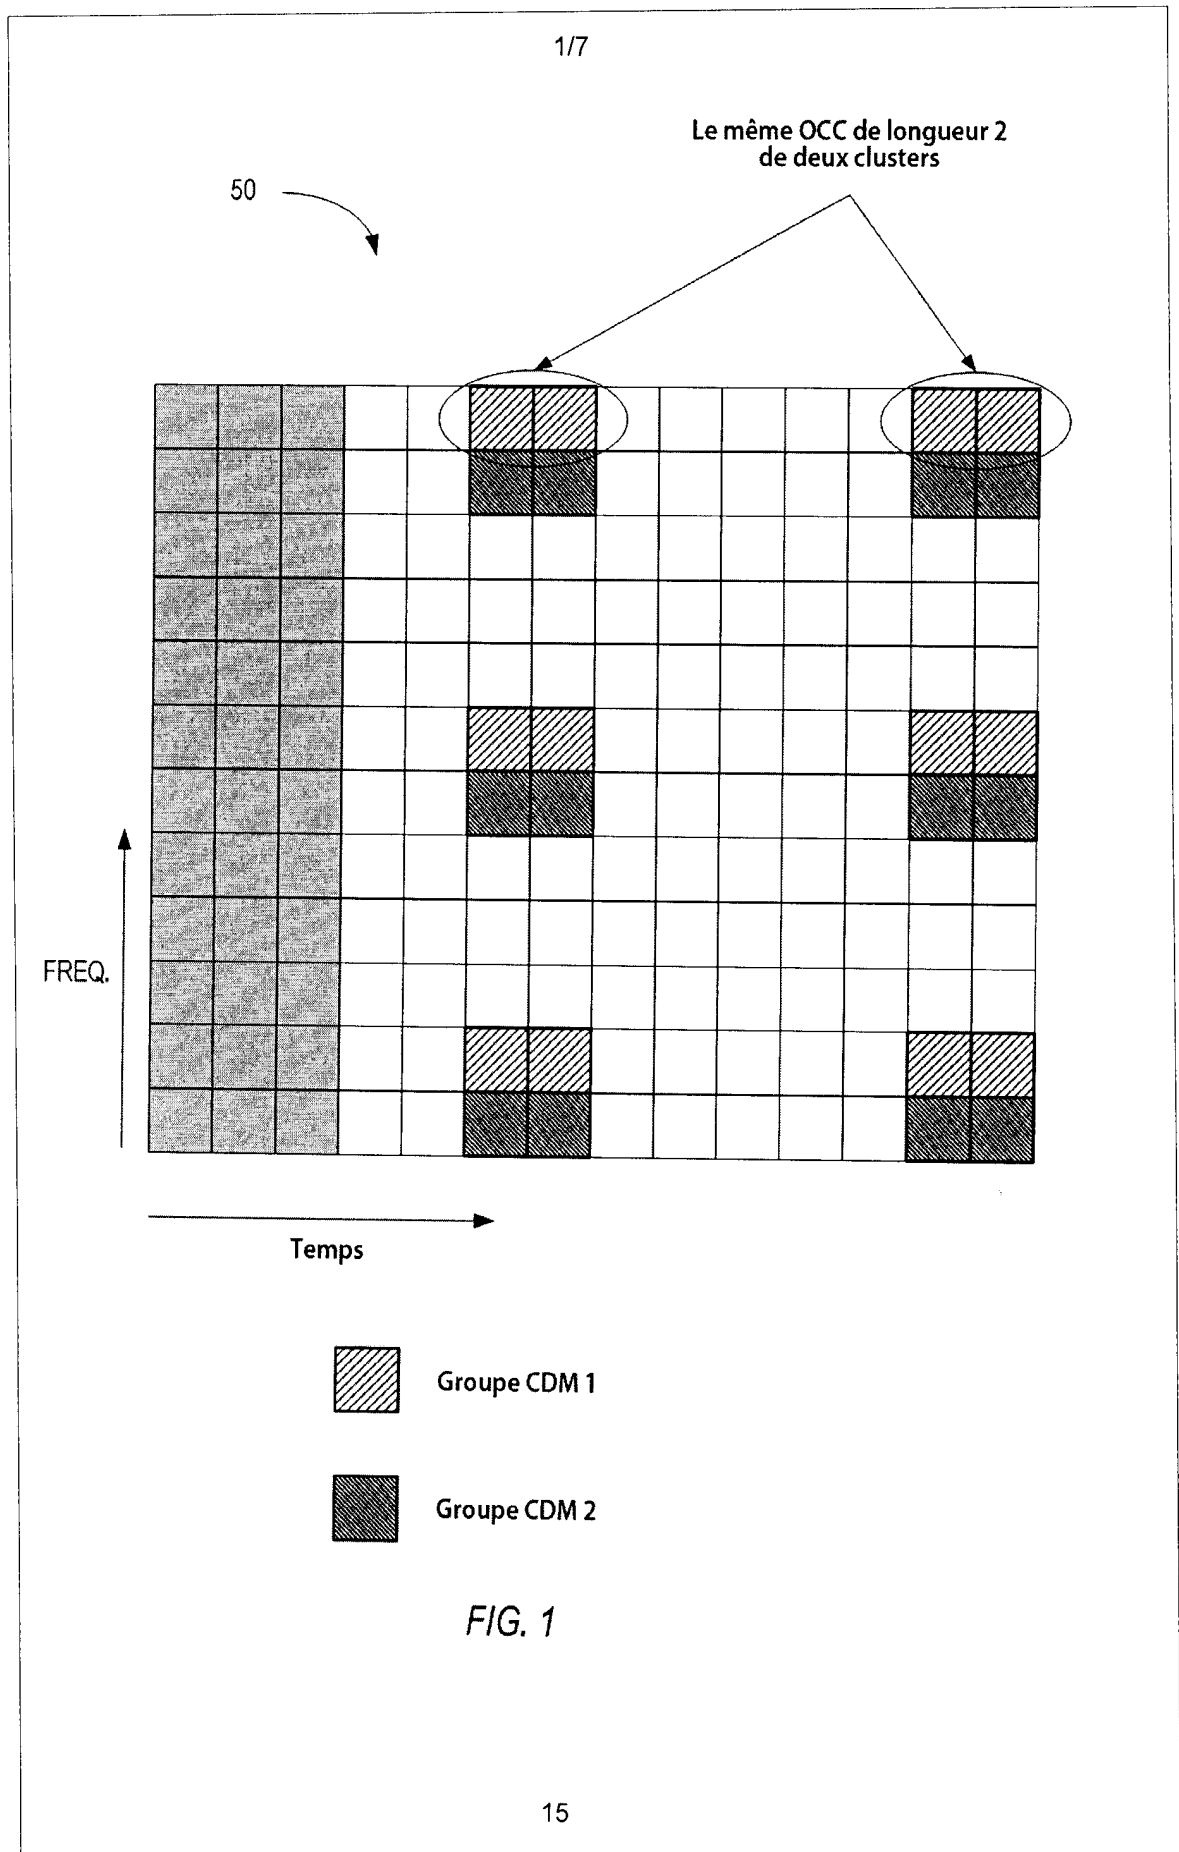 1/7
Le même OCC de longueur 2
de deux clusters
50
FREQ.
Temps
Groupe CDM 1
Groupe CDM 2
FIG. 1
15